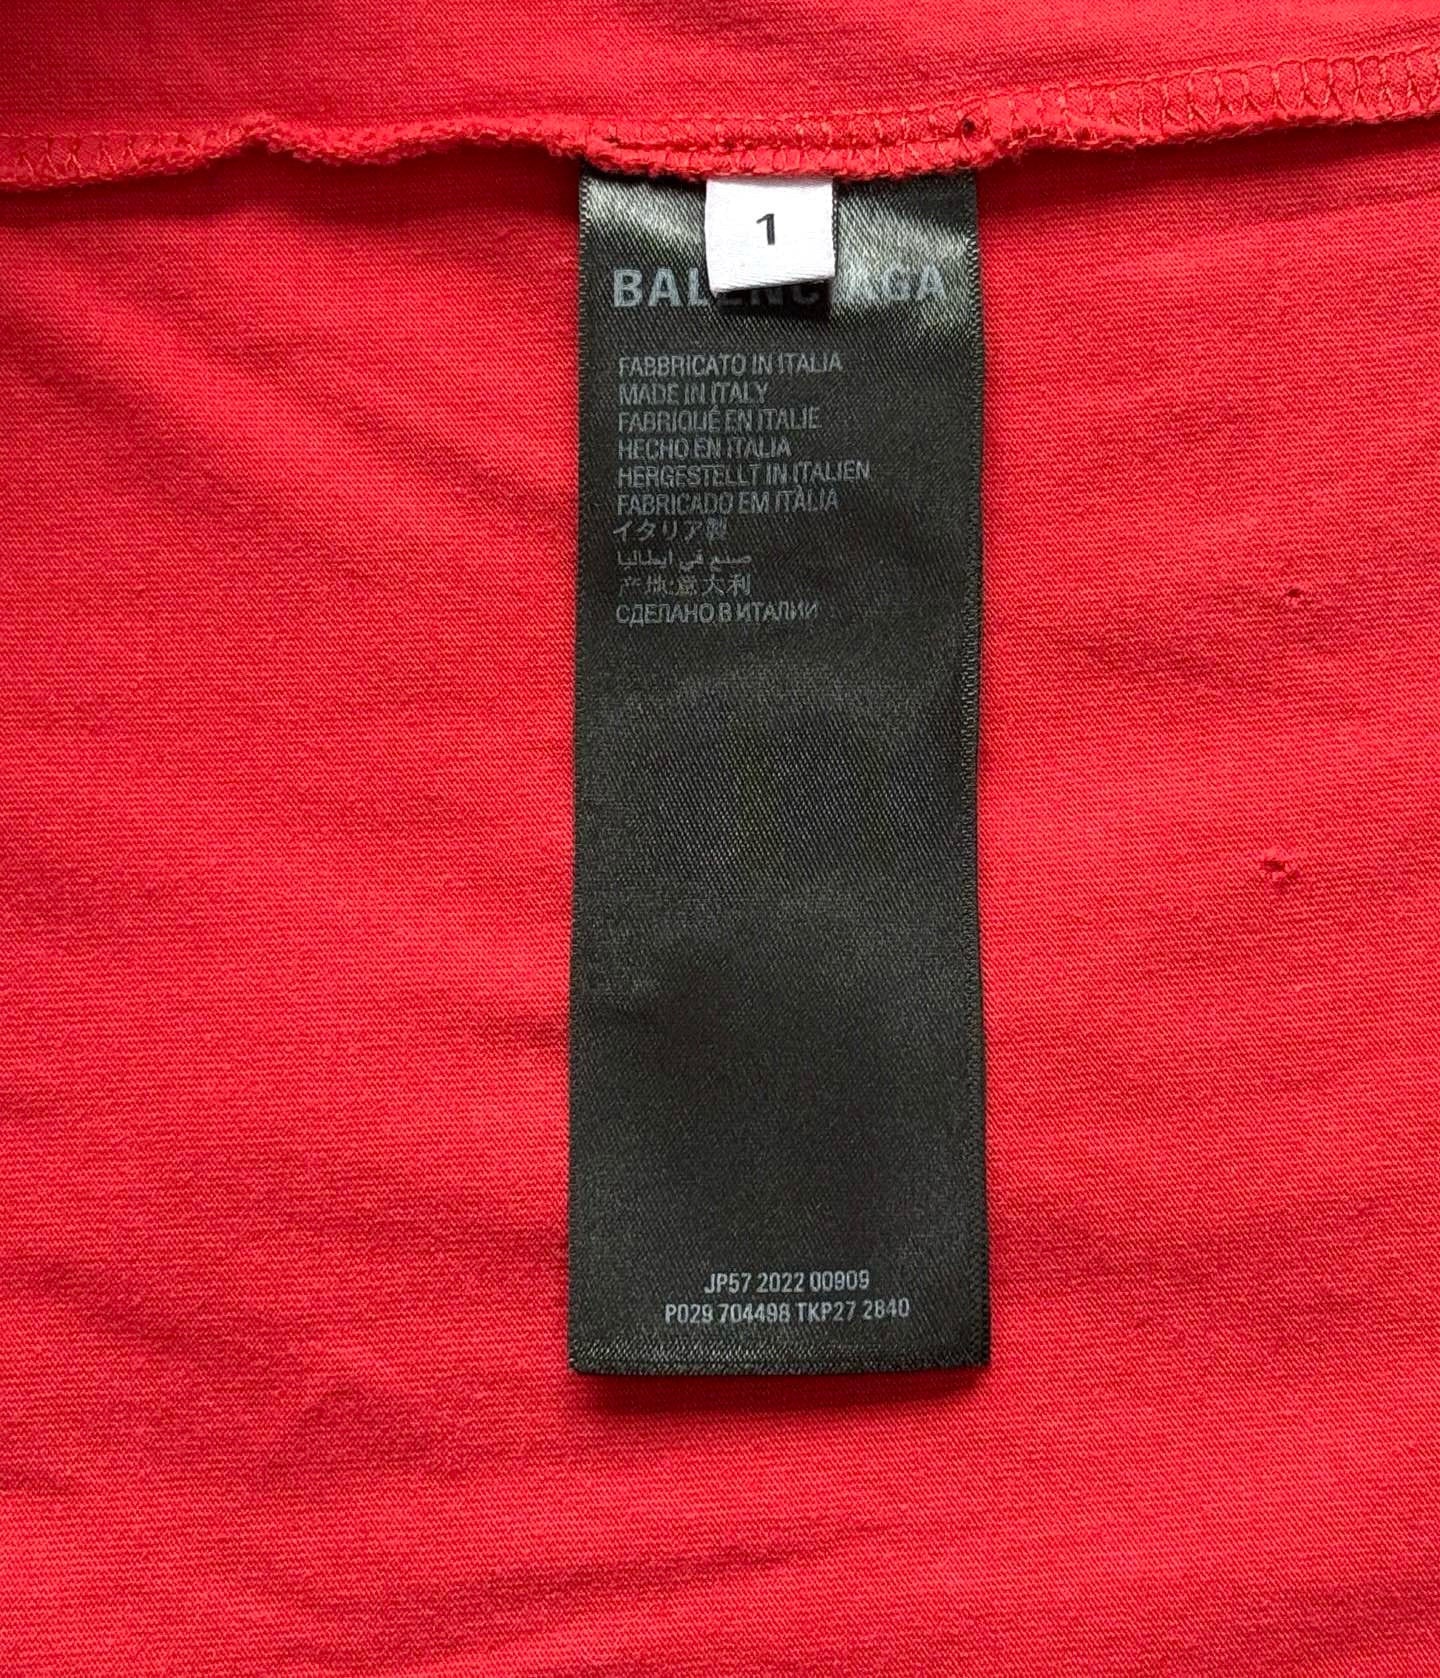 1
BALENCIAGA
FABBRICATO IN ITALIA
MADE IN ITALY
FABRIQUÉ EN ITALIE
HECHO EN ITALIA
HERGESTELLT IN ITALIEN
FABRICADO EM ITÀLIA
イタリア製
صنع في ايطاليا
产地:意大利
СДЕЛАНО В ИТАЛИИ
JP57 2022 00909
P029 704498 TKP27 2840